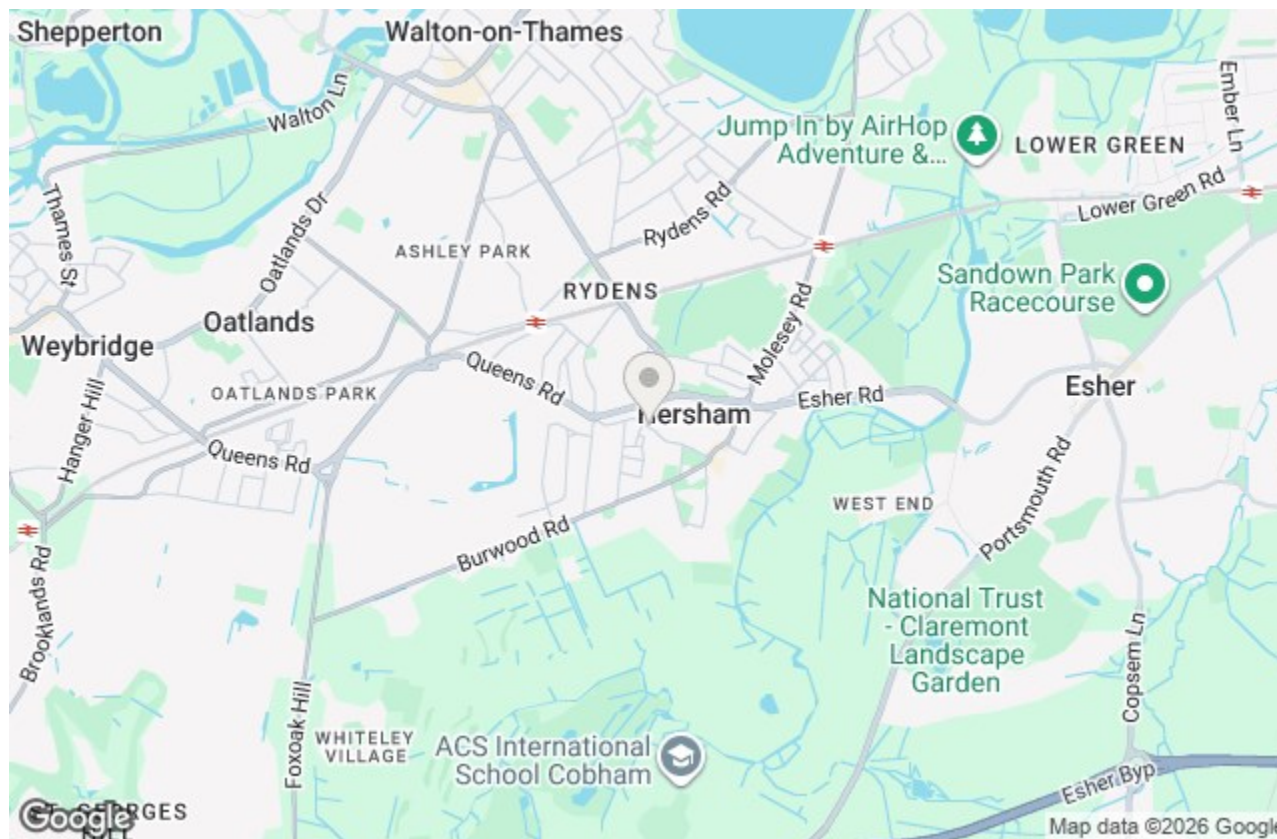 Shepperton
Walton-on-Thames
Walton Ln
Ember Ln
Jump In by AirHop
Adventure &...
LOWER GREEN
Thames St
Oatlands Dr
Rydens Rd
Lower Green Rd
ASHLEY PARK
RYDENS
Sandown Park
Racecourse
Oatlands
Weybridge
Molesey Rd
Queens Rd
OATLANDS PARK
Esher Rd
Esher
Hersham
Hanger Hill
Queens Rd
WEST END
Portsmouth Rd
Burwood Rd
Brooklands Rd
National Trust
- Claremont
Landscape
Garden
Copsem Ln
Foxoak Hill
WHITELEY
VILLAGE
ACS International
School Cobham
Esher Byp
Google
Map data ©2026 Google